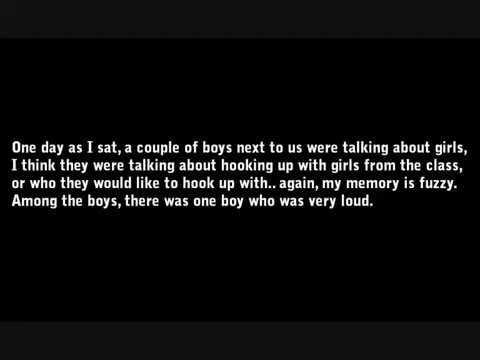 One day as I sat, a couple of boys next to us were talking about girls,
I think they were talking about hooking up with girls from the class,
or who they would like to hook up with.. again, my memory is fuzzy.
Among the boys, there was one boy who was very loud.